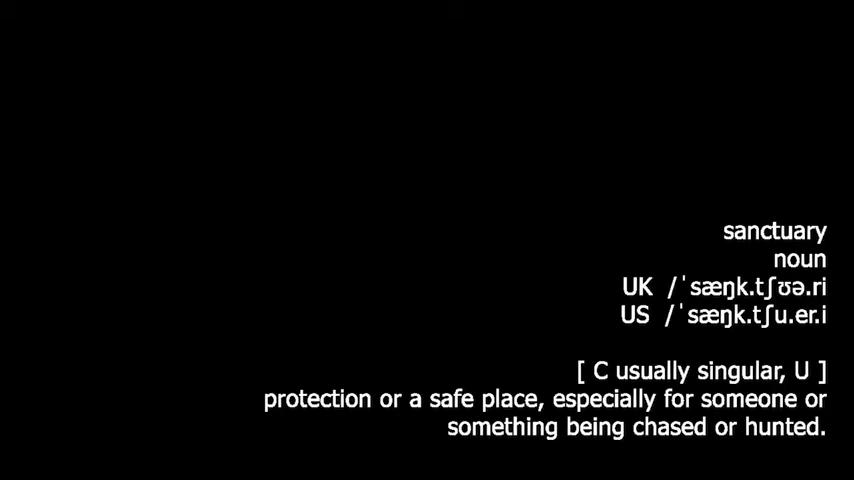 sanctuary
noun
UK /ˈsæŋk.tʃʊə.ri
US /ˈsæŋk.tʃu.er.i
[ C usually singular, U ]
protection or a safe place, especially for someone or
something being chased or hunted.